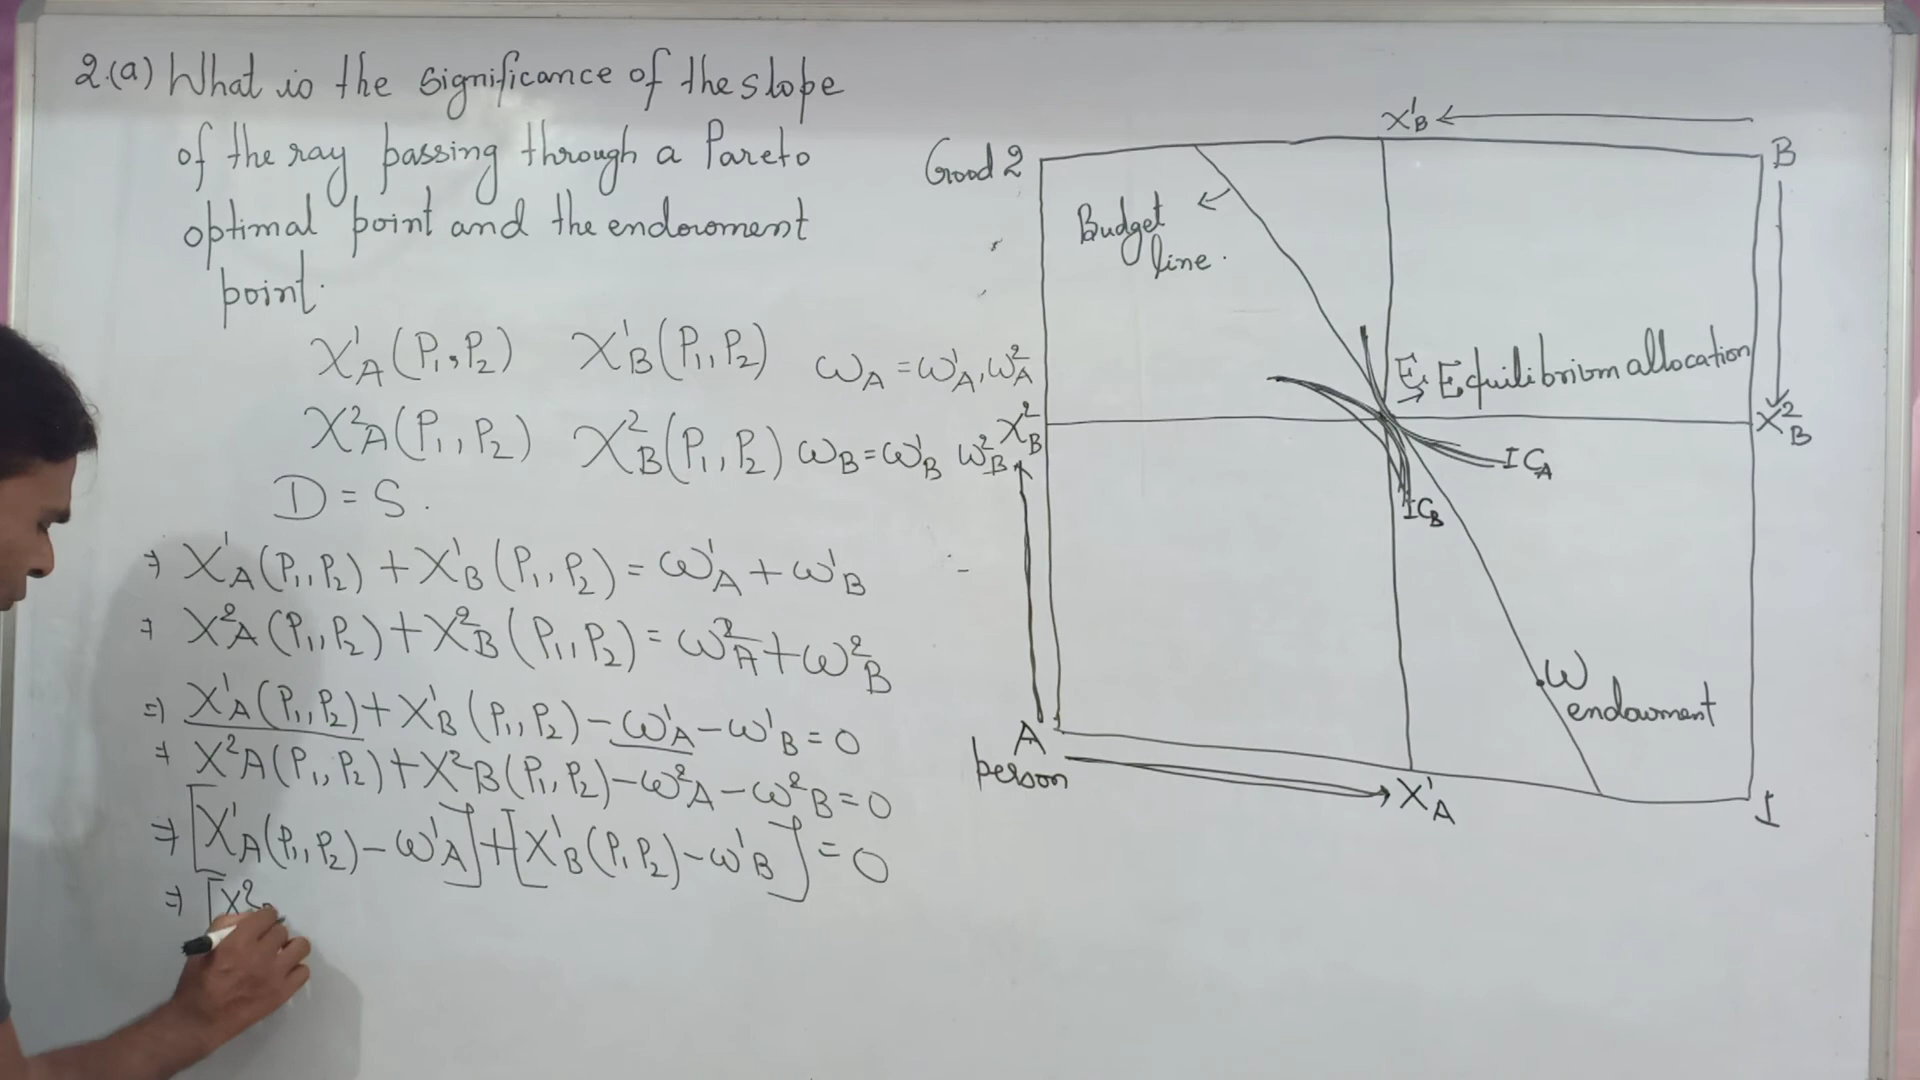 2.(a) What is the significance of the slope
of the ray passing through a Pareto
optimal point and the endowment
point.
X¹A(P₁,P₂) X¹B(P₁,P₂) ωA = ω¹A, ω²A
X²A(P₁,P₂) X²B(P₁,P₂) ωB = ω¹B ω²B
D = S.
⇒ X¹A(P₁,P₂) + X¹B(P₁,P₂) = ω¹A + ω¹B
⇒ X²A(P₁,P₂) + X²B(P₁,P₂) = ω²A + ω²B
⇒ X¹A(P₁,P₂) + X¹B(P₁,P₂) - ω¹A - ω¹B = 0
⇒ X²A(P₁,P₂) + X²B(P₁,P₂) - ω²A - ω²B = 0
⇒ [X¹A(P₁,P₂) - ω¹A] + [X¹B(P₁P₂) - ω¹B] = 0
⇒ [X²
X¹B
Good 2
B
Budget
line.
E → Equilibrium allocation
X²B
X²B
ICA
ICB
ω
endowment
A
person
X¹A
1